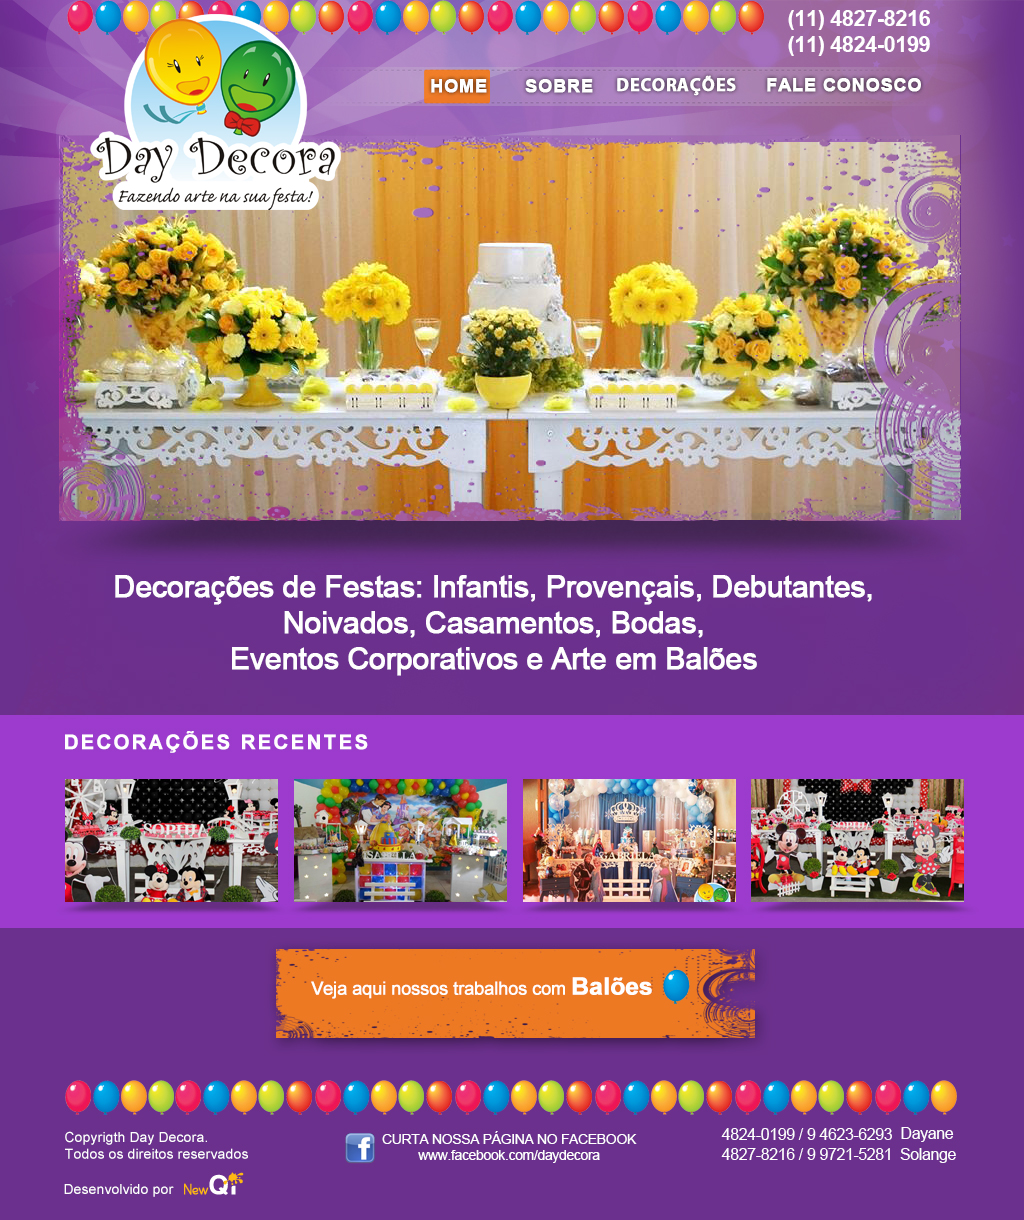 (11) 4827-8216
(11) 4824-0199
HOME SOBRE DECORAÇÕES FALE CONOSCO
Day Decora
Fazendo arte na sua festa!
Decorações de Festas: Infantis, Provençais, Debutantes,
Noivados, Casamentos, Bodas,
Eventos Corporativos e Arte em Balões
DECORAÇÕES RECENTES
SOPHIA
ISABELLA
GABRIELA
Veja aqui nossos trabalhos com Balões
Copyrigth Day Decora.
Todos os direitos reservados
Desenvolvido por NewQi
CURTA NOSSA PÁGINA NO FACEBOOK
www.facebook.com/daydecora
4824-0199 / 9 4623-6293 Dayane
4827-8216 / 9 9721-5281 Solange